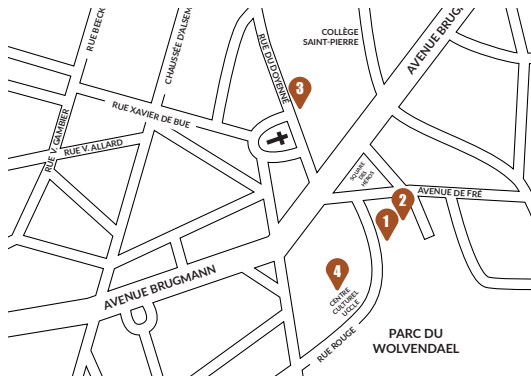 RUE BEECK
CHAUSSÉE D'ALSEM
RUE DU DOYENNÉ
COLLÈGE
SAINT-PIERRE
AVENUE BRUGM
3
RUE XAVIER DE BUE
RUE V. GAMBIER
RUE V. ALLARD
SQUARE
DES
HÉROS
AVENUE DE FRÉ
2
1
4
AVENUE BRUGMANN
CENTRE
CULTUREL
UCCLE
RUE ROUGE
PARC DU
WOLVENDAEL